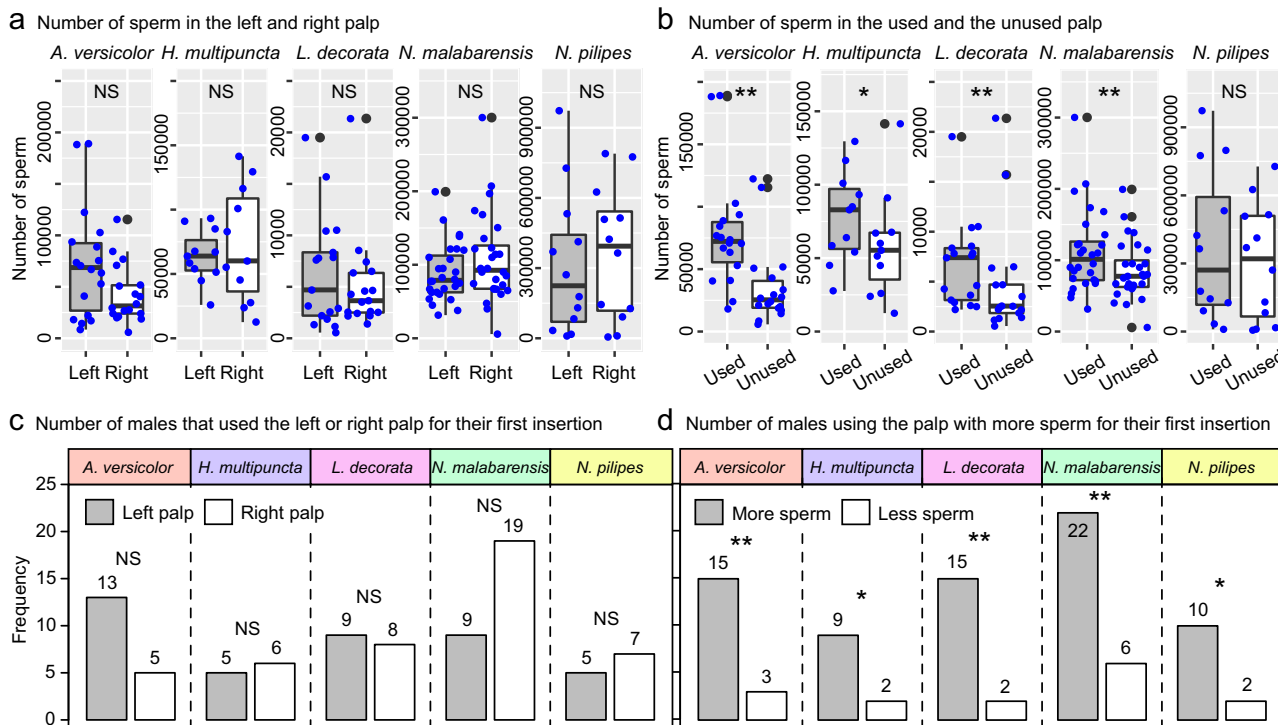 a Number of sperm in the left and right palp
A. versicolor H. multipuncta L. decorata N. malabarensis N. pilipes
NS NS NS NS NS
Number of sperm
0 100000 200000
0 50000 150000
0 100000 200000
0 100000 200000 300000
0 300000 600000 900000
Left Right Left Right Left Right Left Right Left Right
b Number of sperm in the used and the unused palp
A. versicolor H. multipuncta L. decorata N. malabarensis N. pilipes
** * ** ** NS
Number of sperm
0 50000 150000
0 50000 100000 150000
0 100000 200000
0 100000 200000 300000
0 300000 600000 900000
Used Unused Used Unused Used Unused Used Unused Used Unused
c Number of males that used the left or right palp for their first insertion
A. versicolor H. multipuncta L. decorata N. malabarensis N. pilipes
Left palp Right palp
Frequency
25
20
15
10
5
0
NS NS NS NS NS
13 5 5 6 9 8 9 19 5 7
d Number of males using the palp with more sperm for their first insertion
A. versicolor H. multipuncta L. decorata N. malabarensis N. pilipes
More sperm Less sperm
** * ** ** *
15 3 9 2 15 2 22 6 10 2